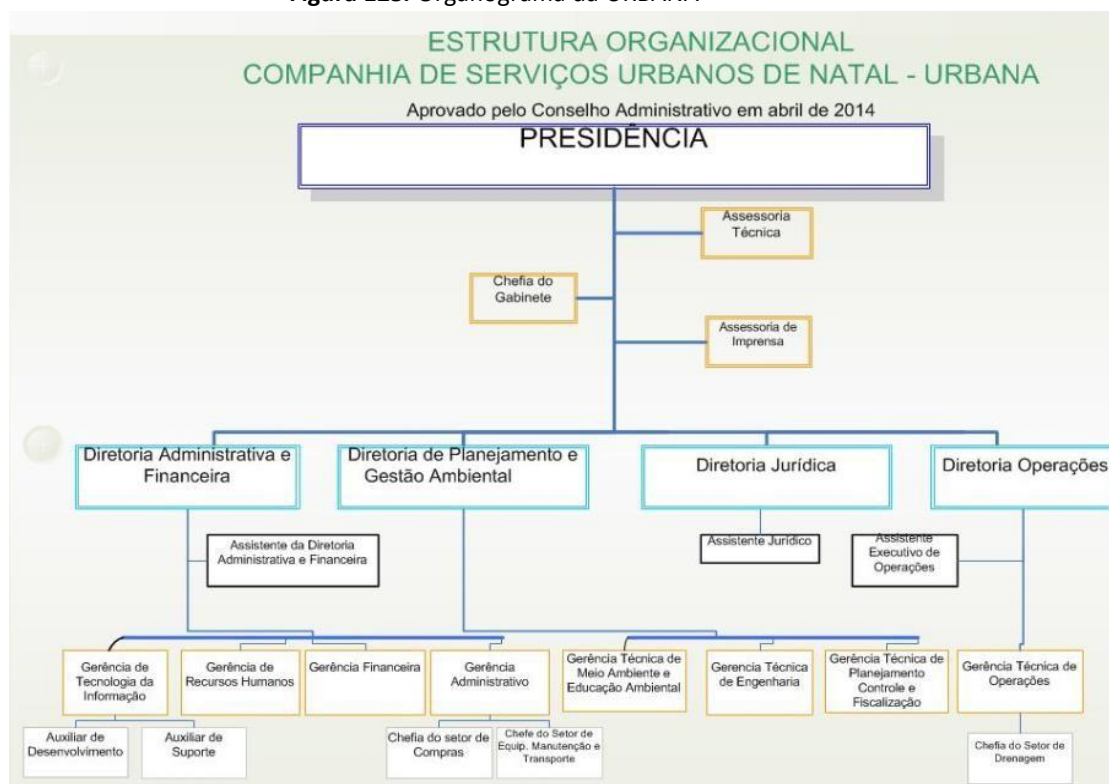 ESTRUTURA ORGANIZACIONAL
COMPANHIA DE SERVIÇOS URBANOS DE NATAL - URBANA
Aprovado pelo Conselho Administrativo em abril de 2014
PRESIDÊNCIA
Assessoria
Técnica
Chefia do
Gabinete
Assessoria de
Imprensa
Diretoria Administrativa e
Financeira
Diretoria de Planejamento e
Gestão Ambiental
Diretoria Jurídica
Diretoria Operações
Assistente da Diretoria
Administrativa e Financeira
Assistente Jurídico
Assistente
Executivo de
Operações
Gerência de
Tecnologia da
Informação
Gerência de
Recursos Humanos
Gerência Financeira
Gerência
Administrativo
Gerência Técnica de
Meio Ambiente e
Educação Ambiental
Gerencia Técnica
de Engenharia
Gerência Técnica de
Planejamento
Controle e
Fiscalização
Gerência Técnica de
Operações
Auxiliar de
Desenvolvimento
Auxiliar de
Suporte
Chefia do setor de
Compras
Chefe do Setor de
Equip. Manutenção e
Transporte
Chefia do Setor de
Drenagem